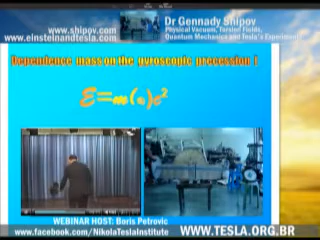 www.shipov.com
www.einsteinandtesla.com
Dr Gennady Shipov
Physical Vacuum, Torsion Fields,
Quantum Mechanics and Tesla's Experiments
Dependence mass on the gyroscopic precession !
E=m(a)c²
WEBINAR HOST: Boris Petrovic
www.facebook.com/NikolaTeslaInstitute
WWW.TESLA.ORG.BR